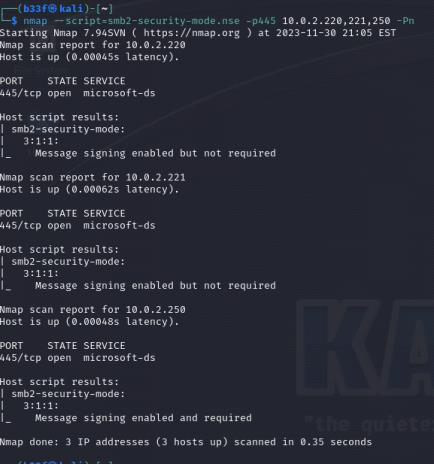 ┌──(b33f㉿kali)-[~]
└─$ nmap --script=smb2-security-mode.nse -p445 10.0.2.220,221,250 -Pn
Starting Nmap 7.94SVN ( https://nmap.org ) at 2023-11-30 21:05 EST
Nmap scan report for 10.0.2.220
Host is up (0.00045s latency).

PORT    STATE SERVICE
445/tcp open  microsoft-ds

Host script results:
| smb2-security-mode:
|   3:1:1:
|_    Message signing enabled but not required

Nmap scan report for 10.0.2.221
Host is up (0.00062s latency).

PORT    STATE SERVICE
445/tcp open  microsoft-ds

Host script results:
| smb2-security-mode:
|   3:1:1:
|_    Message signing enabled but not required

Nmap scan report for 10.0.2.250
Host is up (0.00048s latency).

PORT    STATE SERVICE
445/tcp open  microsoft-ds

Host script results:
| smb2-security-mode:
|   3:1:1:
|_    Message signing enabled and required

Nmap done: 3 IP addresses (3 hosts up) scanned in 0.35 seconds
KA
"the quiete